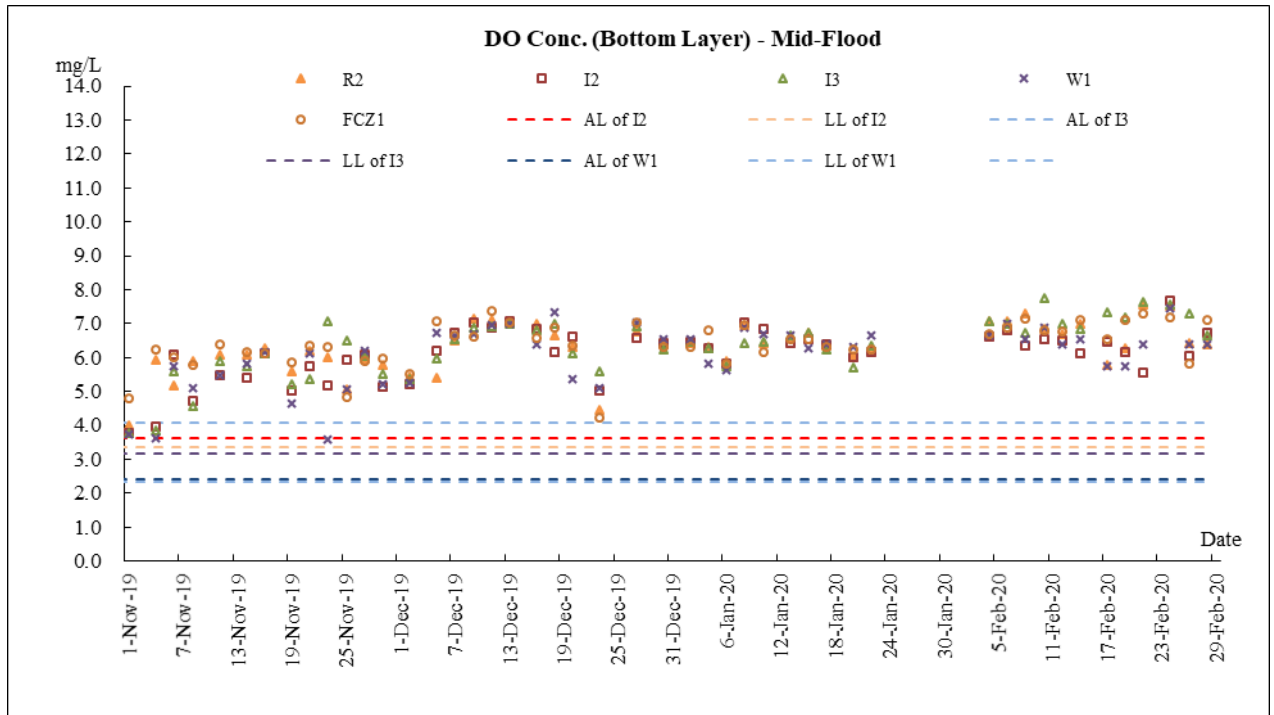 DO Conc. (Bottom Layer) - Mid-Flood
mg/L
R2 I2 I3 W1
FCZ1 AL of I2 LL of I2 AL of I3
LL of I3 AL of W1 LL of W1
14.0
13.0
12.0
11.0
10.0
9.0
8.0
7.0
6.0
5.0
4.0
3.0
2.0
1.0
0.0
Date
1-Nov-19
7-Nov-19
13-Nov-19
19-Nov-19
25-Nov-19
1-Dec-19
7-Dec-19
13-Dec-19
19-Dec-19
25-Dec-19
31-Dec-19
6-Jan-20
12-Jan-20
18-Jan-20
24-Jan-20
30-Jan-20
5-Feb-20
11-Feb-20
17-Feb-20
23-Feb-20
29-Feb-20